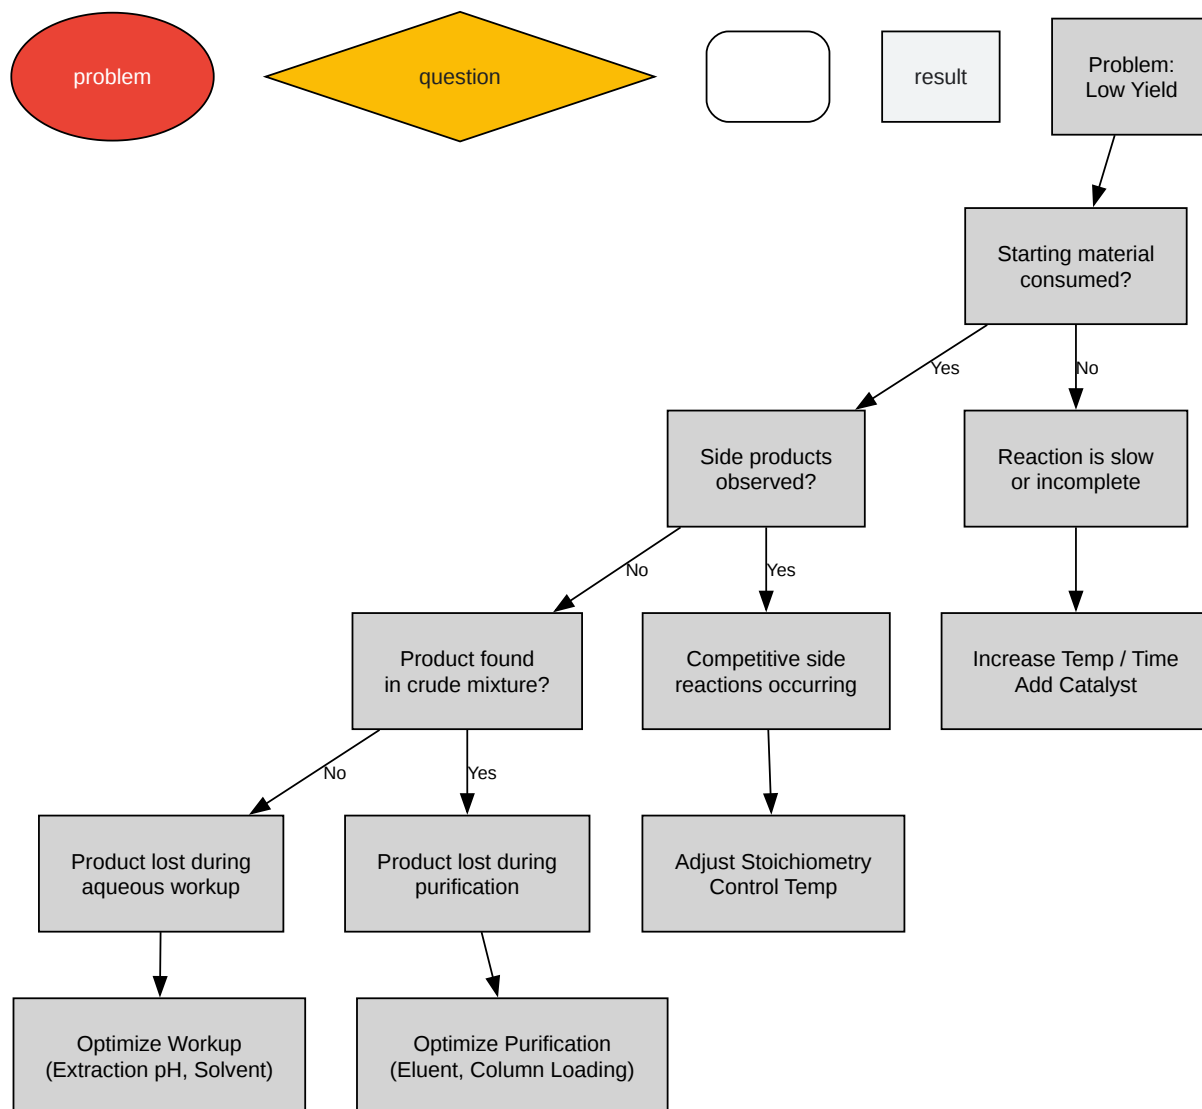 problem
question
result
Problem:
Low Yield
Starting material
consumed?
Yes
No
Side products
observed?
Reaction is slow
or incomplete
No
Yes
Product found
in crude mixture?
Competitive side
reactions occurring
Increase Temp / Time
Add Catalyst
No
Yes
Product lost during
aqueous workup
Product lost during
purification
Adjust Stoichiometry
Control Temp
Optimize Workup
(Extraction pH, Solvent)
Optimize Purification
(Eluent, Column Loading)